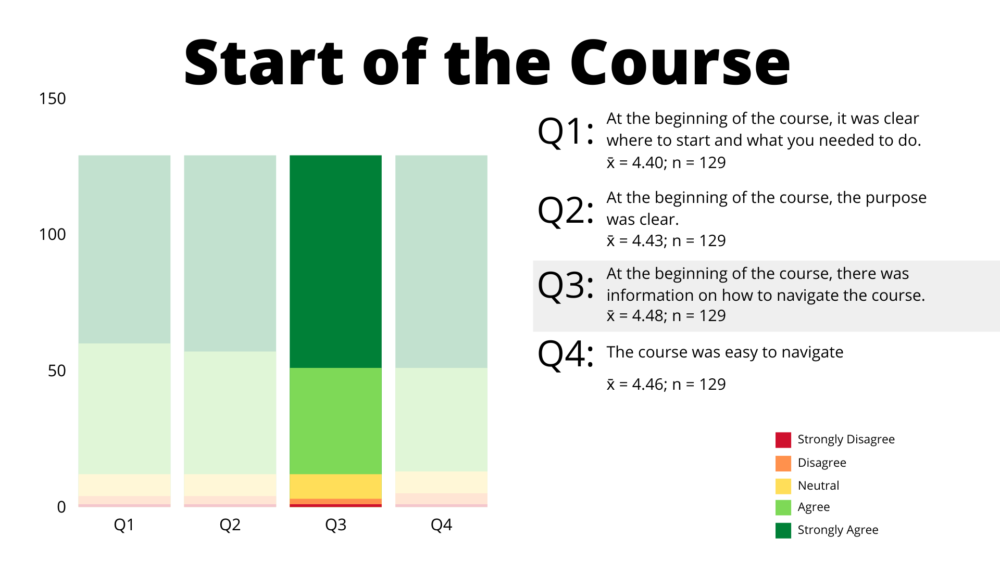 Start of the Course
150
100
50
0
Q1
Q2
Q3
Q4
Q1:
At the beginning of the course, it was clear
where to start and what you needed to do.
x̄ = 4.40; n = 129
Q2:
At the beginning of the course, the purpose
was clear.
x̄ = 4.43; n = 129
Q3:
At the beginning of the course, there was
information on how to navigate the course.
x̄ = 4.48; n = 129
Q4:
The course was easy to navigate
x̄ = 4.46; n = 129
Strongly Disagree
Disagree
Neutral
Agree
Strongly Agree